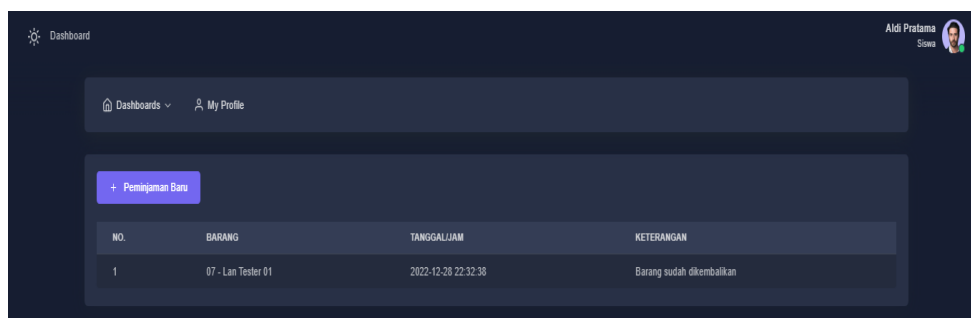 Dashboard
Aldi Pratama
Siswa
Dashboards My Profile
+ Peminjaman Baru
NO. BARANG TANGGAL/JAM KETERANGAN
1 07 - Lan Tester 01 2022-12-28 22:32:38 Barang sudah dikembalikan